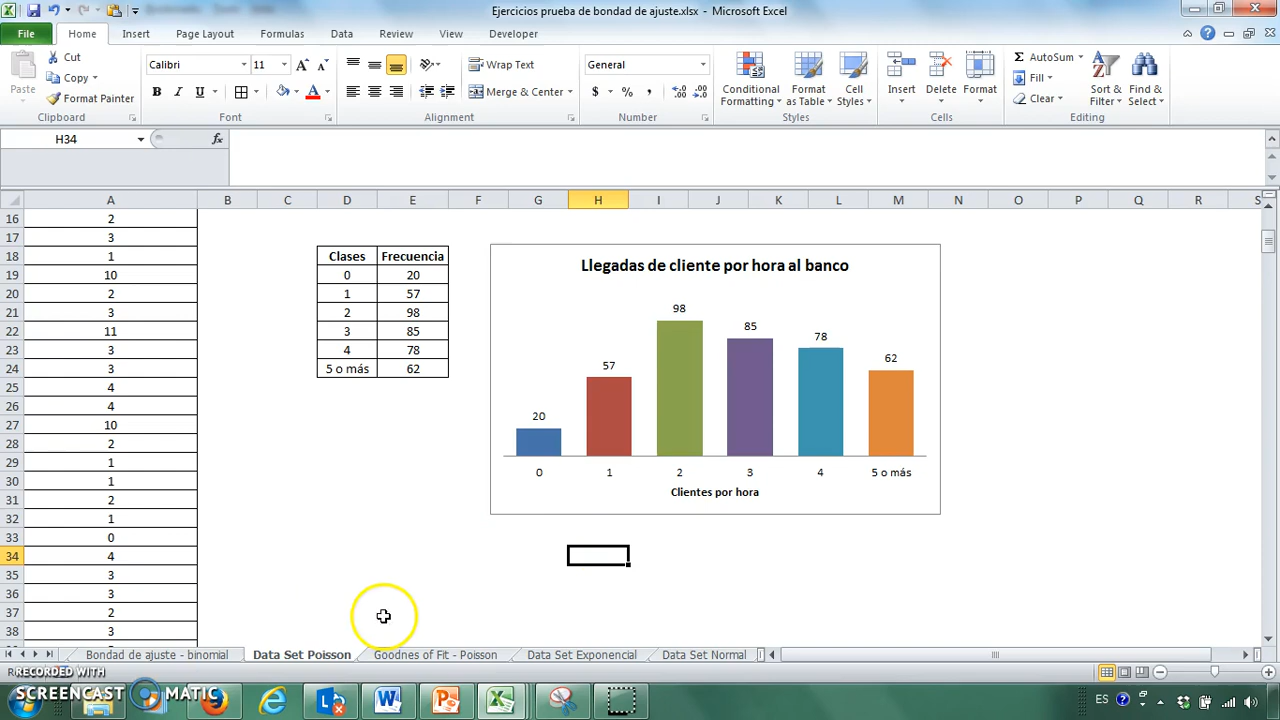 Ejercicios prueba de bondad de ajuste.xlsx - Microsoft Excel
File Home Insert Page Layout Formulas Data Review View Developer
Paste
Cut
Copy
Format Painter
Clipboard
Calibri 11
B I U
Font
Wrap Text
Merge & Center
Alignment
General
$ % ,
Number
Conditional Formatting
Format as Table
Cell Styles
Styles
Insert Delete Format
Cells
AutoSum
Fill
Clear
Sort & Filter
Find & Select
Editing
H34 fx
A B C D E F G H I J K L M N O P Q R S
16 2
17 3
18 1
19 10
20 2
21 3
22 11
23 3
24 3
25 4
26 4
27 10
28 2
29 1
30 1
31 2
32 1
33 0
34 4
35 3
36 3
37 2
38 3
Clases Frecuencia
0 20
1 57
2 98
3 85
4 78
5 o más 62
Llegadas de cliente por hora al banco
20 57 98 85 78 62
0 1 2 3 4 5 o más
Clientes por hora
Bondad de ajuste - binomial Data Set Poisson Goodnes of Fit - Poisson Data Set Exponencial Data Set Normal
RECORDED WITH
SCREENCAST MATIC
ES